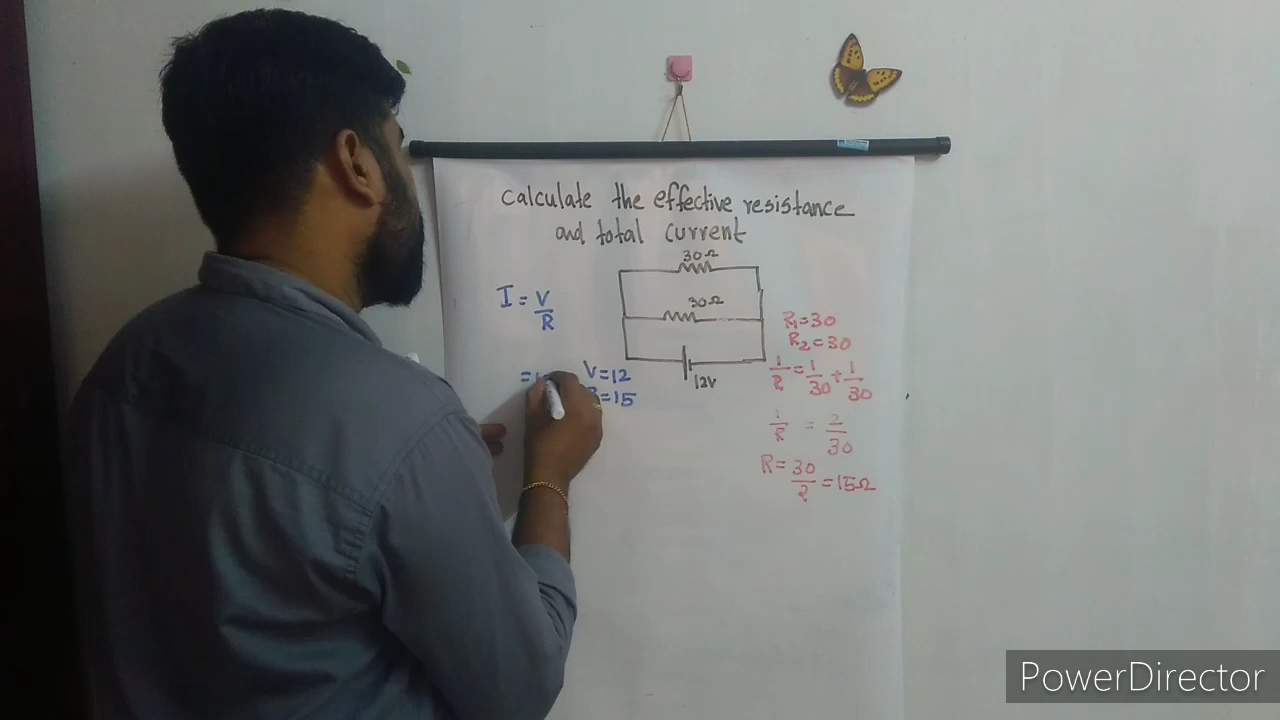 Calculate the effective resistance
and total current
30Ω
30Ω
12V
I = V/R
V=12
=15
R1=30
R2=30
1/R = 1/30 + 1/30
1/R = 2/30
R = 30/2 = 15Ω
PowerDirector